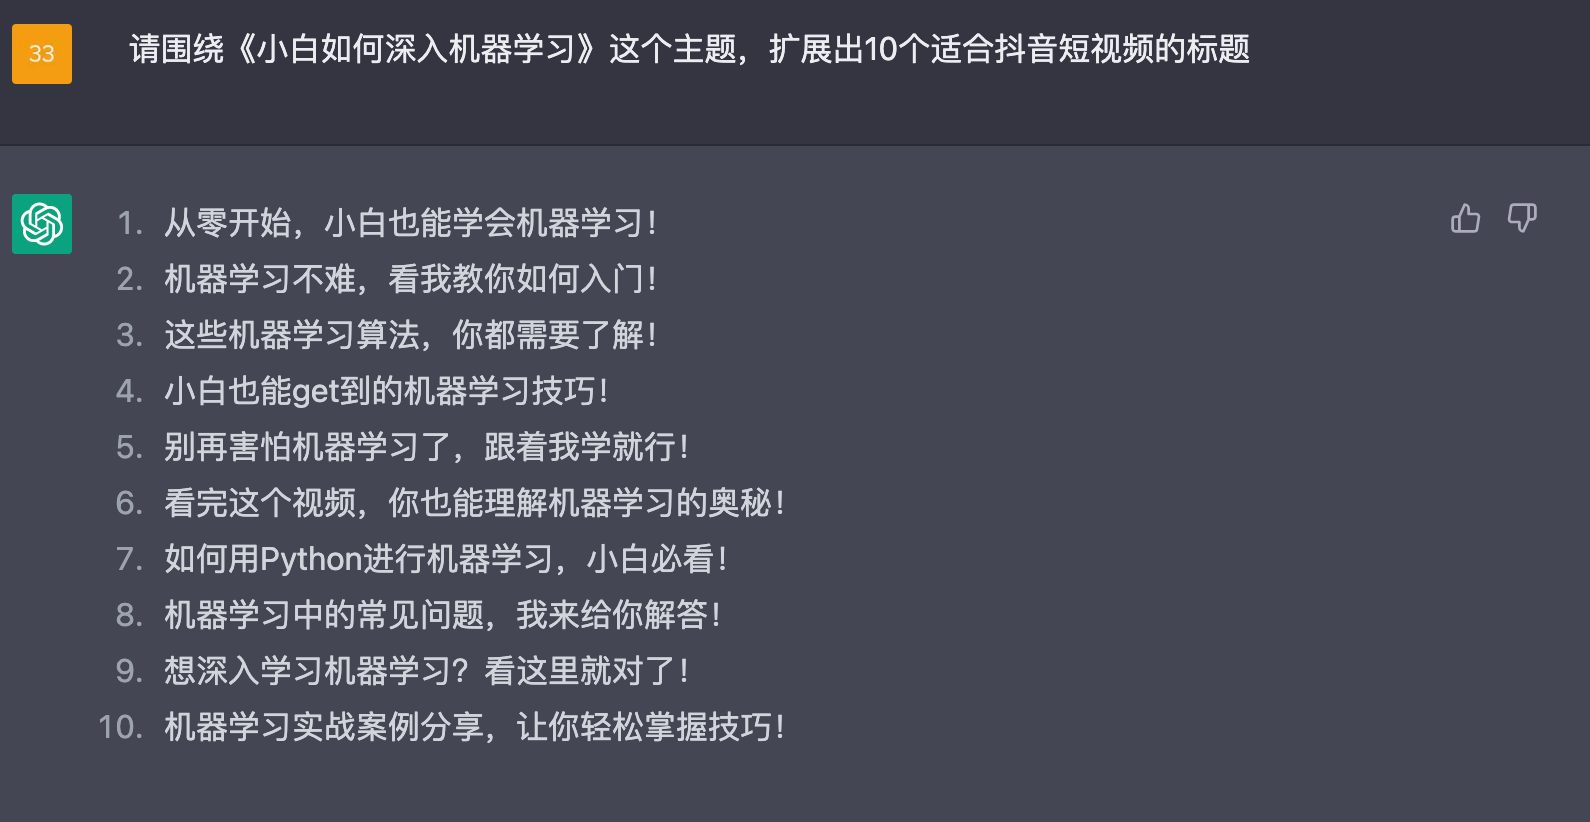 33
请围绕《小白如何深入机器学习》这个主题，扩展出10个适合抖音短视频的标题
1. 从零开始，小白也能学会机器学习！
2. 机器学习不难，看我教你如何入门！
3. 这些机器学习算法，你都需要了解！
4. 小白也能get到的机器学习技巧！
5. 别再害怕机器学习了，跟着我学就行！
6. 看完这个视频，你也能理解机器学习的奥秘！
7. 如何用Python进行机器学习，小白必看！
8. 机器学习中的常见问题，我来给你解答！
9. 想深入学习机器学习？看这里就对了！
10. 机器学习实战案例分享，让你轻松掌握技巧！